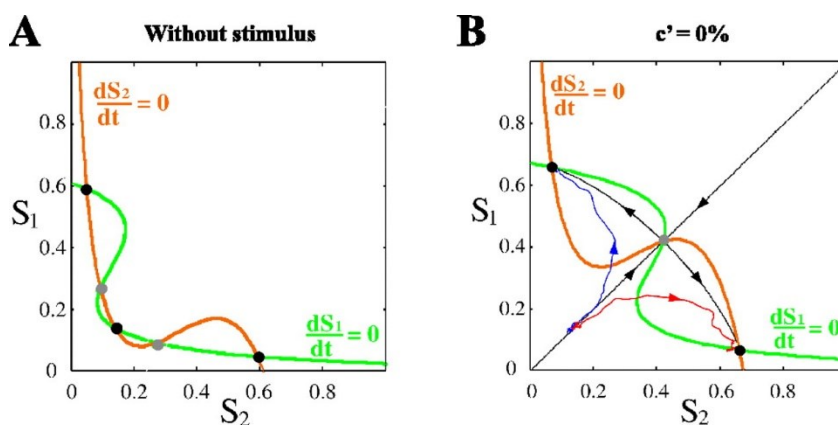 A
Without stimulus
dS2/dt = 0
S1
0.8
0.6
0.4
0.2
0
dS1/dt = 0
0 0.2 0.4 0.6 0.8
S2
B
c' = 0%
dS2/dt = 0
S1
0.8
0.6
0.4
0.2
0
dS1/dt = 0
0 0.2 0.4 0.6 0.8
S2